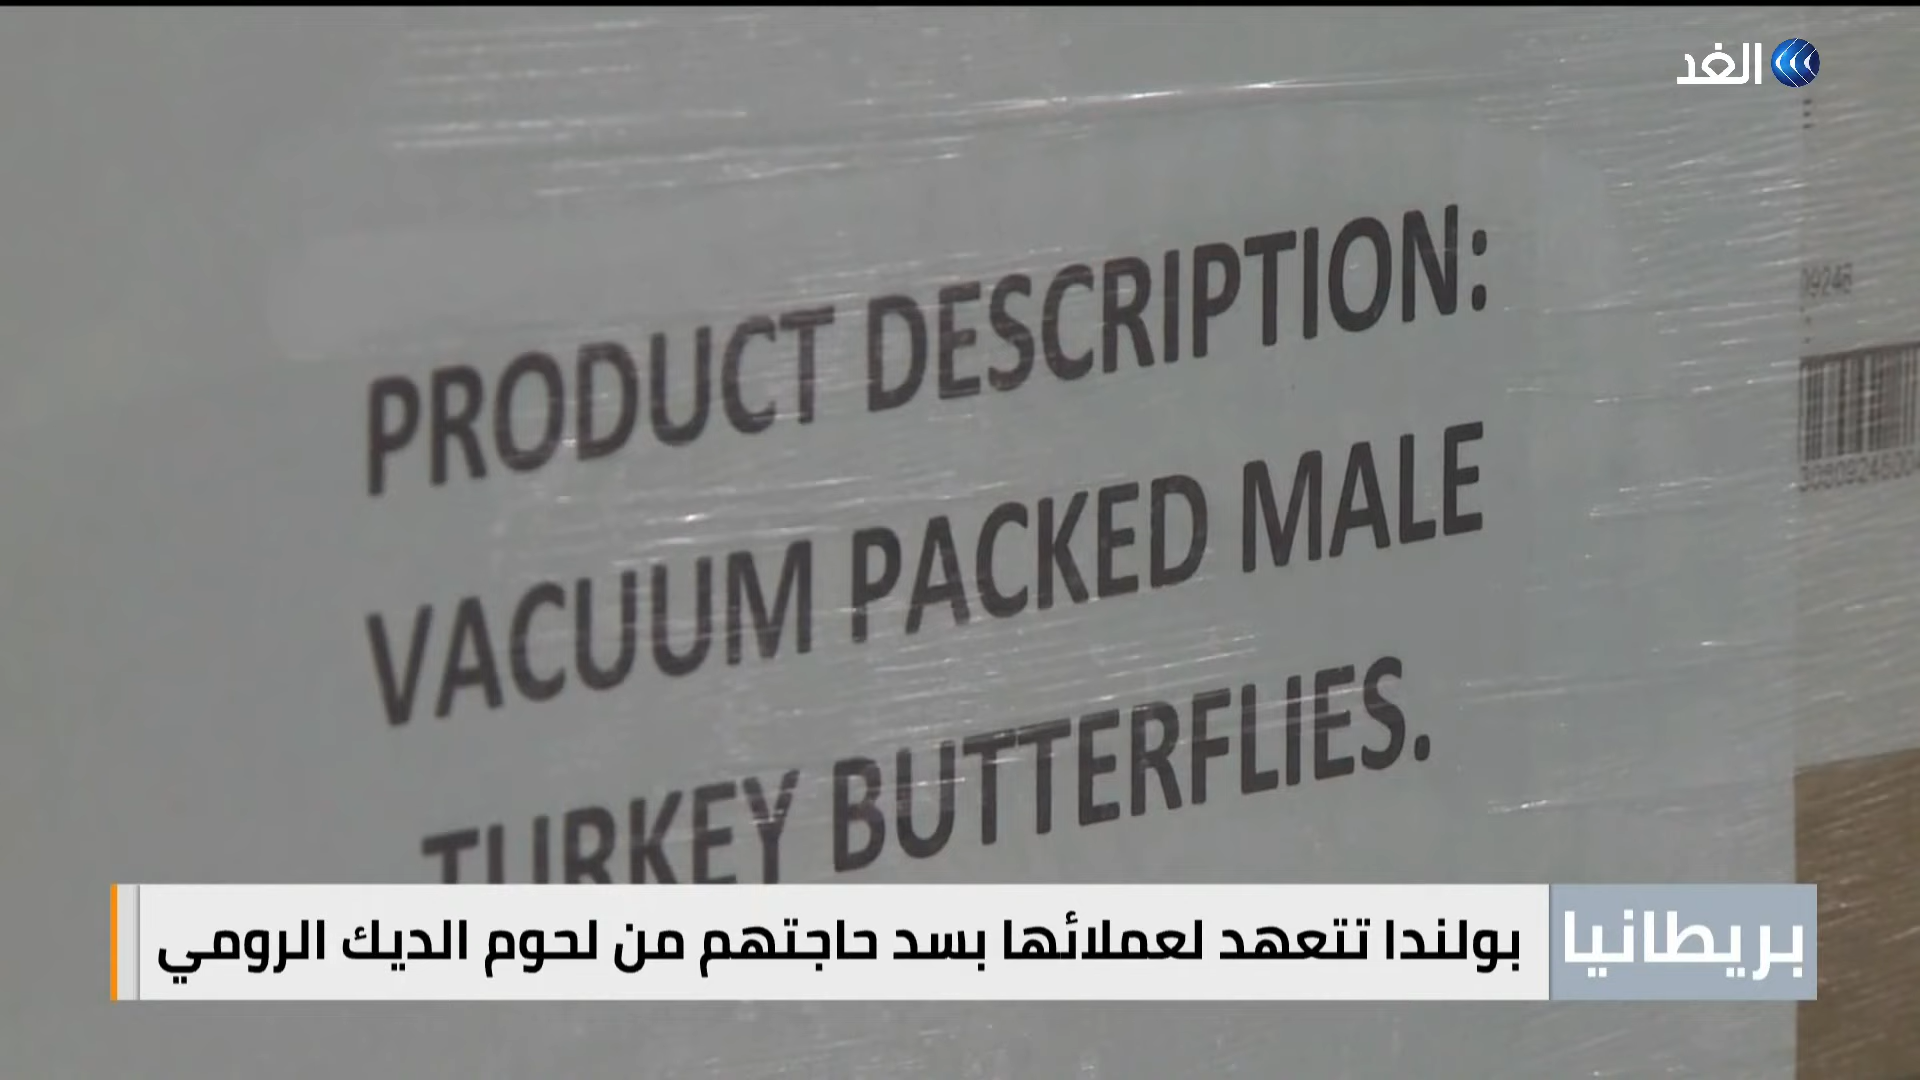 الغد
PRODUCT DESCRIPTION:
VACUUM PACKED MALE
TURKEY BUTTERFLIES.
بريطانيا
بولندا تتعهد لعملائها بسد حاجتهم من لحوم الديك الرومي